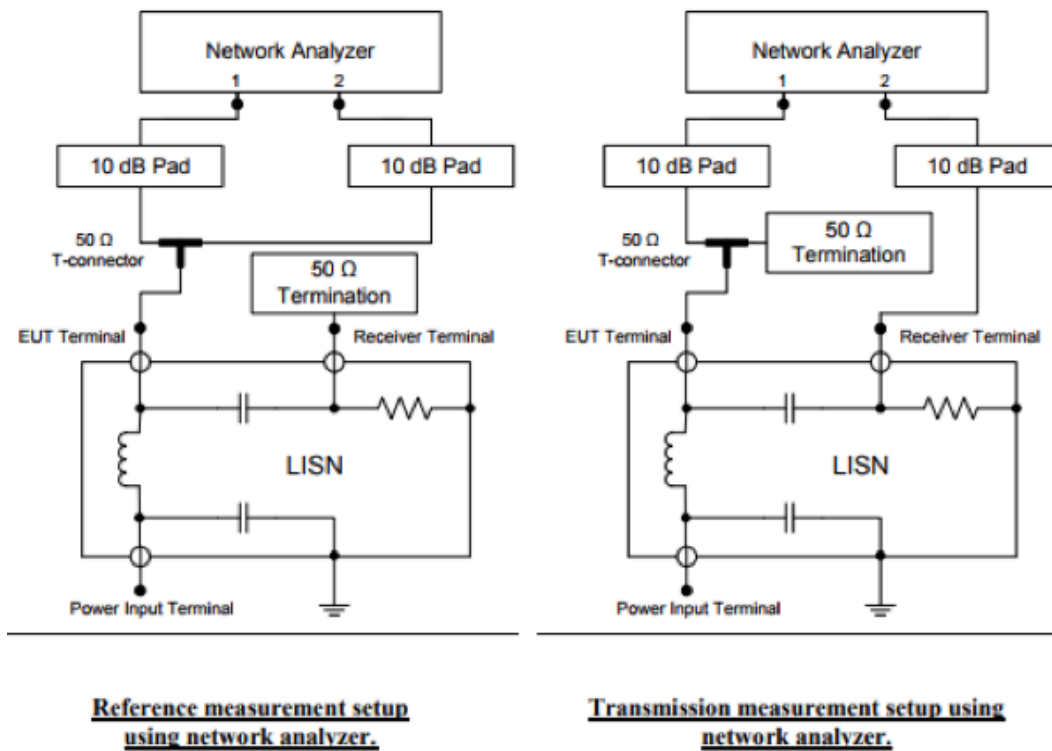 Network Analyzer
1 2
10 dB Pad 10 dB Pad
50 Ω
T-connector
50 Ω
Termination
EUT Terminal Receiver Terminal
LISN
Power Input Terminal
Reference measurement setup
using network analyzer.
Network Analyzer
1 2
10 dB Pad 10 dB Pad
50 Ω
T-connector
50 Ω
Termination
EUT Terminal Receiver Terminal
LISN
Power Input Terminal
Transmission measurement setup using
network analyzer.